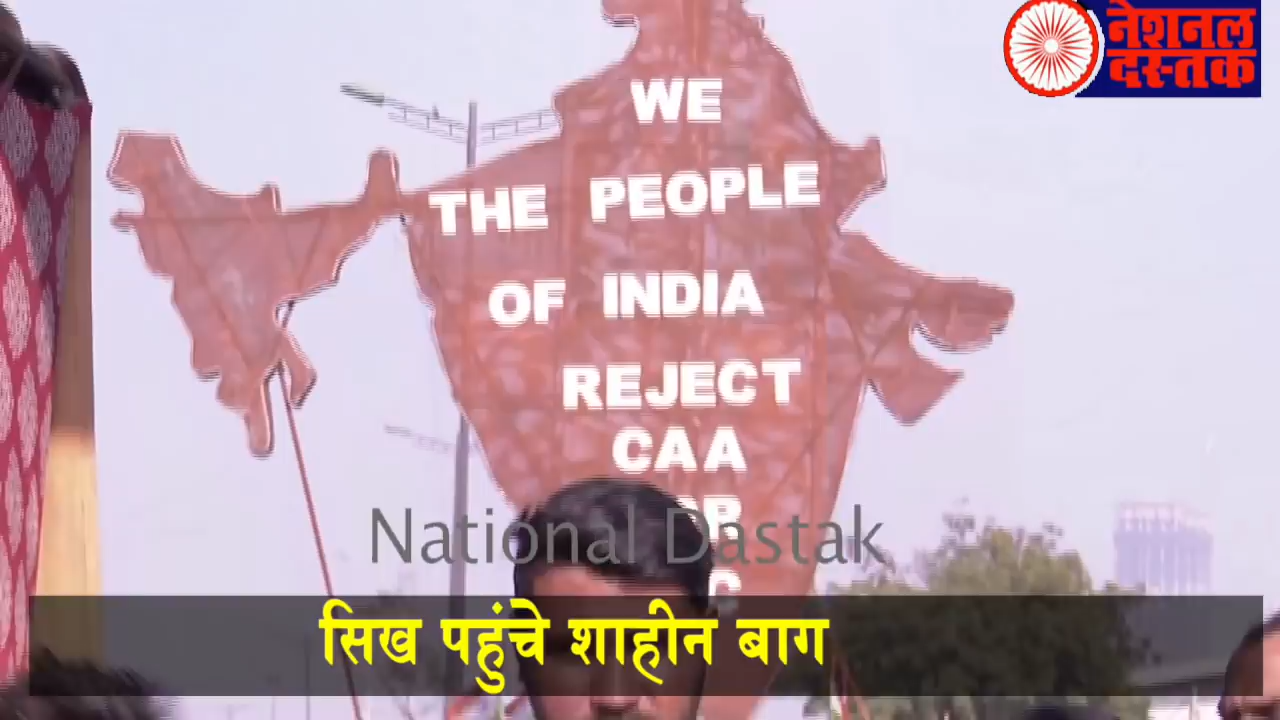 नेशनल
दस्तक
WE
THE PEOPLE
OF INDIA
REJECT
CAA
National Dastak
सिख पहुंचे शाहीन बाग